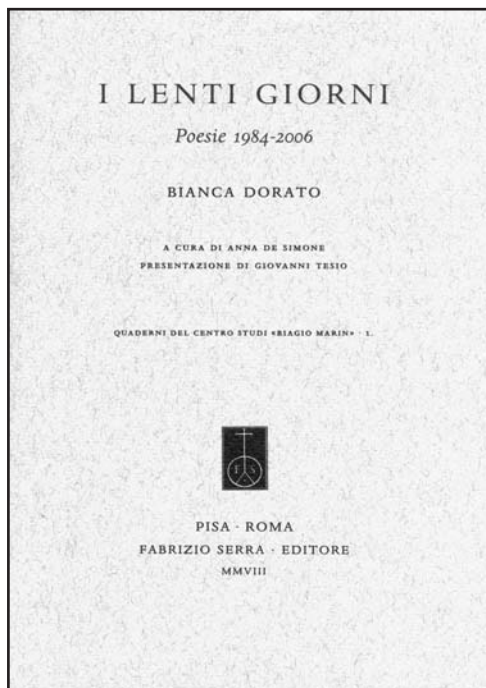 I LENTI GIORNI
Poesie 1984-2006
BIANCA DORATO
A CURA DI ANNA DE SIMONE
PRESENTAZIONE DI GIOVANNI TESIO
QUADERNI DEL CENTRO STUDI «BIAGIO MARIN» · 1.
F S
PISA · ROMA
FABRIZIO SERRA · EDITORE
MMVIII